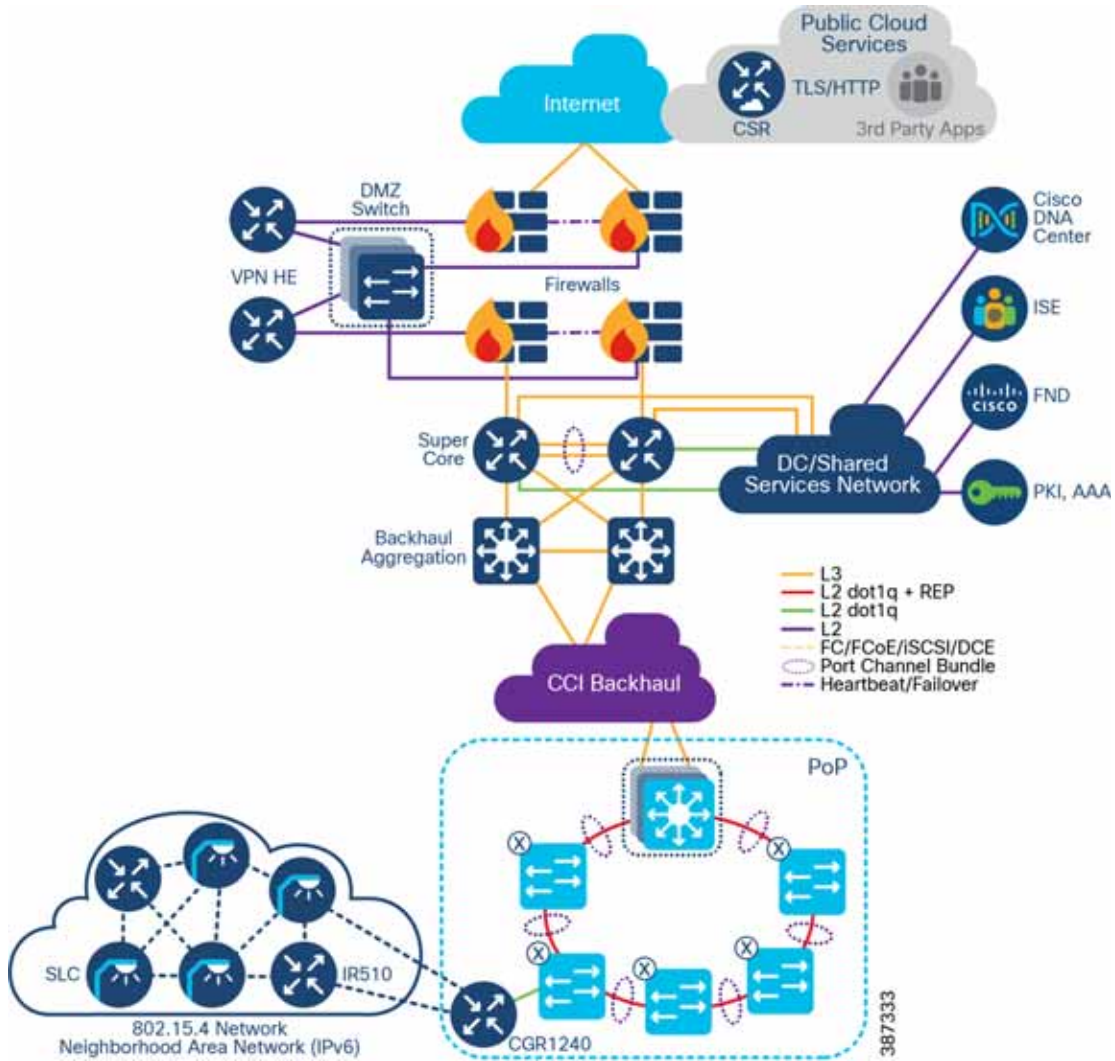 Public Cloud
Services
Internet
TLS/HTTP
CSR
3rd Party Apps
DMZ
Switch
VPN HE
Firewalls
Cisco
DNA
Center
ISE
CISCO
FND
Super
Core
DC/Shared
Services Network
PKI, AAA
Backhaul
Aggregation
L3
L2 dot1q + REP
L2 dot1q
L2
FC/FCoE/iSCSI/DCE
Port Channel Bundle
Heartbeat/Failover
CCI Backhaul
PoP
X
X
X
X
X
SLC
IR510
802.15.4 Network
Neighborhood Area Network (IPv6)
CGR1240
387333